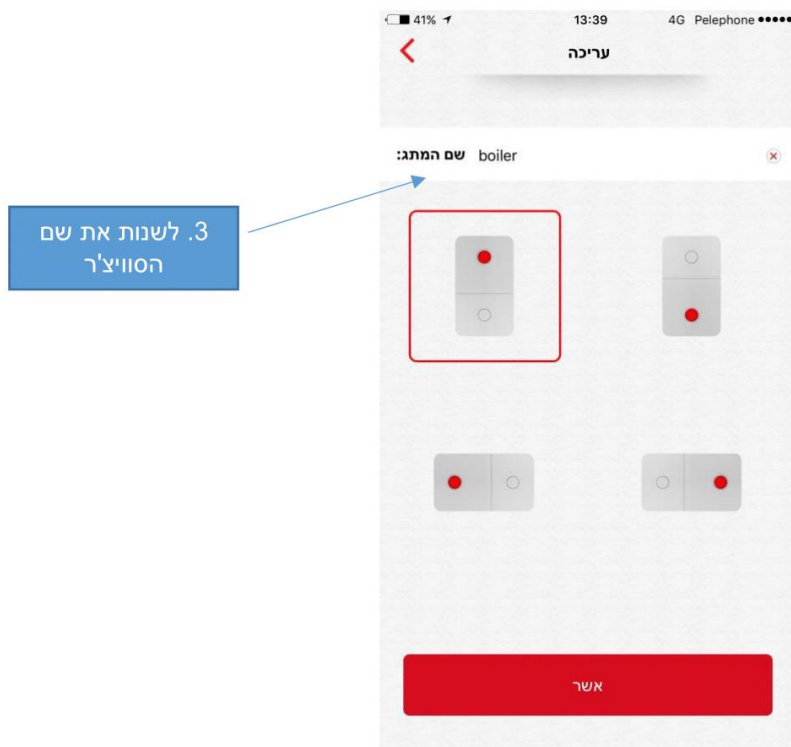 41% 13:39 4G Pelephone
עריכה
שם המתג: boiler
3. לשנות את שם
הסוויצ'ר
אשר